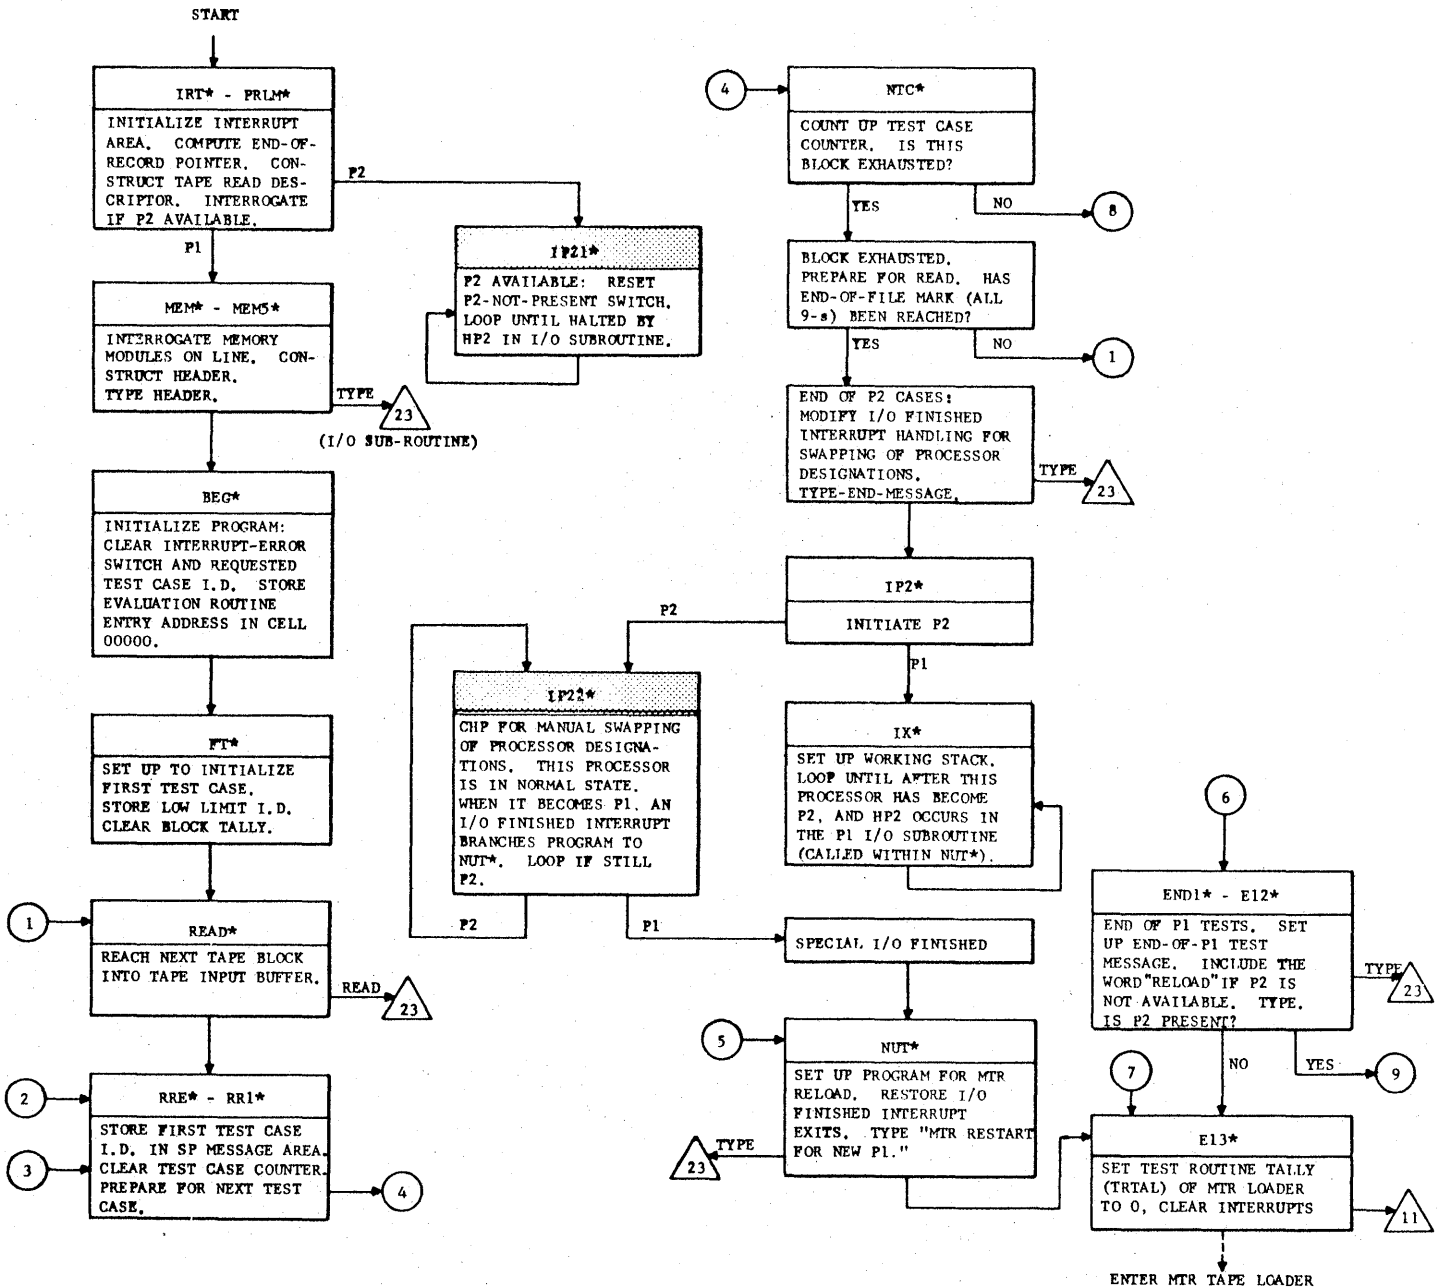 START
IRT* - PRLM*
INITIALIZE INTERRUPT
AREA. COMPUTE END-OF-
RECORD POINTER. CON-
STRUCT TAPE READ DES-
CRIPTOR. INTERROGATE
IF P2 AVAILABLE.
P2
P1
IP21*
P2 AVAILABLE: RESET
P2-NOT-PRESENT SWITCH.
LOOP UNTIL HALTED BY
HP2 IN I/O SUBROUTINE.
MEM* - MEM5*
INTERROGATE MEMORY
MODULES ON LINE. CON-
STRUCT HEADER.
TYPE HEADER.
TYPE
23
(I/O SUB-ROUTINE)
BEG*
INITIALIZE PROGRAM:
CLEAR INTERRUPT-ERROR
SWITCH AND REQUESTED
TEST CASE I.D. STORE
EVALUATION ROUTINE
ENTRY ADDRESS IN CELL
00000.
FT*
SET UP TO INITIALIZE
FIRST TEST CASE.
STORE LOW LIMIT I.D.
CLEAR BLOCK TALLY.
1
READ*
REACH NEXT TAPE BLOCK
INTO TAPE INPUT BUFFER.
READ
23
2
3
RRE* - RR1*
STORE FIRST TEST CASE
I.D. IN SP MESSAGE AREA.
CLEAR TEST CASE COUNTER.
PREPARE FOR NEXT TEST
CASE.
4
4
NTC*
COUNT UP TEST CASE
COUNTER. IS THIS
BLOCK EXHAUSTED?
YES
NO
8
BLOCK EXHAUSTED.
PREPARE FOR READ. HAS
END-OF-FILE MARK (ALL
9-s) BEEN REACHED?
YES
NO
1
END OF P2 CASES:
MODIFY I/O FINISHED
INTERRUPT HANDLING FOR
SWAPPING OF PROCESSOR
DESIGNATIONS.
TYPE-END-MESSAGE.
TYPE
23
IP2*
INITIATE P2
P2
P1
IP22*
CHP FOR MANUAL SWAPPING
OF PROCESSOR DESIGNA-
TIONS. THIS PROCESSOR
IS IN NORMAL STATE.
WHEN IT BECOMES P1, AN
I/O FINISHED INTERRUPT
BRANCHES PROGRAM TO
NUT*. LOOP IF STILL
P2.
P2
P1
IX*
SET UP WORKING STACK.
LOOP UNTIL AFTER THIS
PROCESSOR HAS BECOME
P2, AND HP2 OCCURS IN
THE P1 I/O SUBROUTINE
(CALLED WITHIN NUT*).
SPECIAL I/O FINISHED
5
NUT*
SET UP PROGRAM FOR MTR
RELOAD. RESTORE I/O
FINISHED INTERRUPT
EXITS. TYPE "MTR RESTART
FOR NEW P1."
TYPE
23
6
END1* - E12*
END OF P1 TESTS. SET
UP END-OF-P1 TEST
MESSAGE. INCLUDE THE
WORD"RELOAD"IF P2 IS
NOT AVAILABLE. TYPE.
IS P2 PRESENT?
TYPE
23
NO
YES
9
7
E13*
SET TEST ROUTINE TALLY
(TRTAL) OF MTR LOADER
TO 0, CLEAR INTERRUPTS
11
ENTER MTR TAPE LOADER